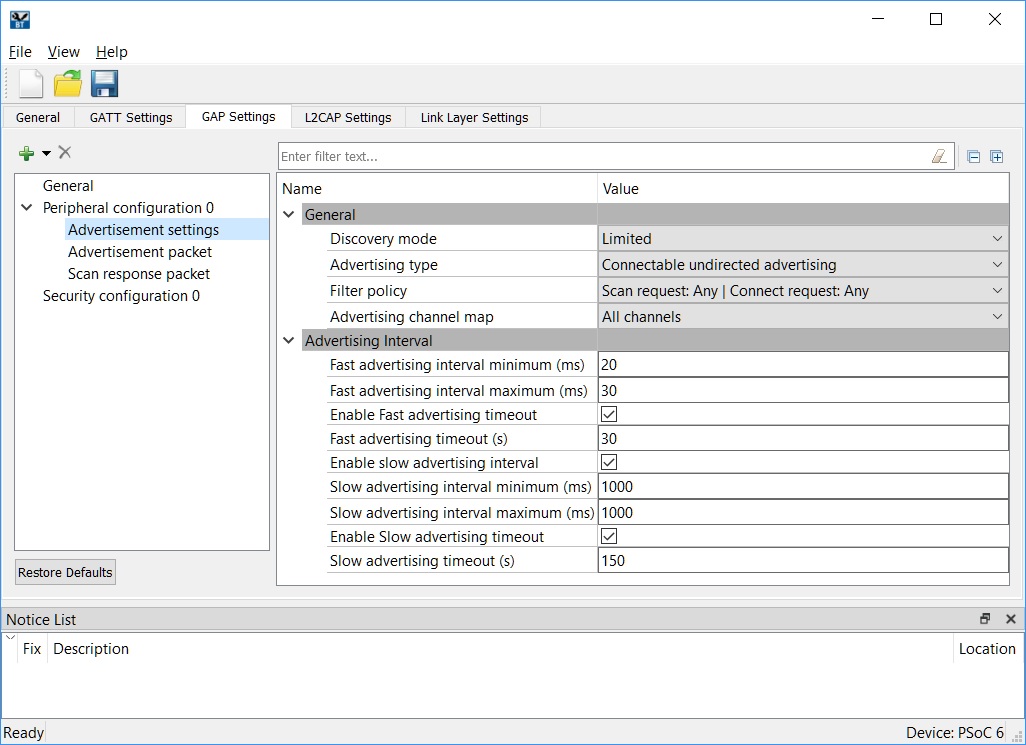 BT
File View Help
General GATT Settings GAP Settings L2CAP Settings Link Layer Settings
Enter filter text...
General
Peripheral configuration 0
Advertisement settings
Advertisement packet
Scan response packet
Security configuration 0
Restore Defaults
Name Value
General
Discovery mode Limited
Advertising type Connectable undirected advertising
Filter policy Scan request: Any | Connect request: Any
Advertising channel map All channels
Advertising Interval
Fast advertising interval minimum (ms) 20
Fast advertising interval maximum (ms) 30
Enable Fast advertising timeout
Fast advertising timeout (s) 30
Enable slow advertising interval
Slow advertising interval minimum (ms) 1000
Slow advertising interval maximum (ms) 1000
Enable Slow advertising timeout
Slow advertising timeout (s) 150
Notice List
Fix Description Location
Ready Device: PSoC 6